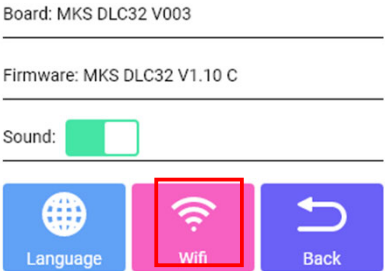 Board: MKS DLC32 V003
Firmware: MKS DLC32 V1.10 C
Sound:
Language Wifi Back